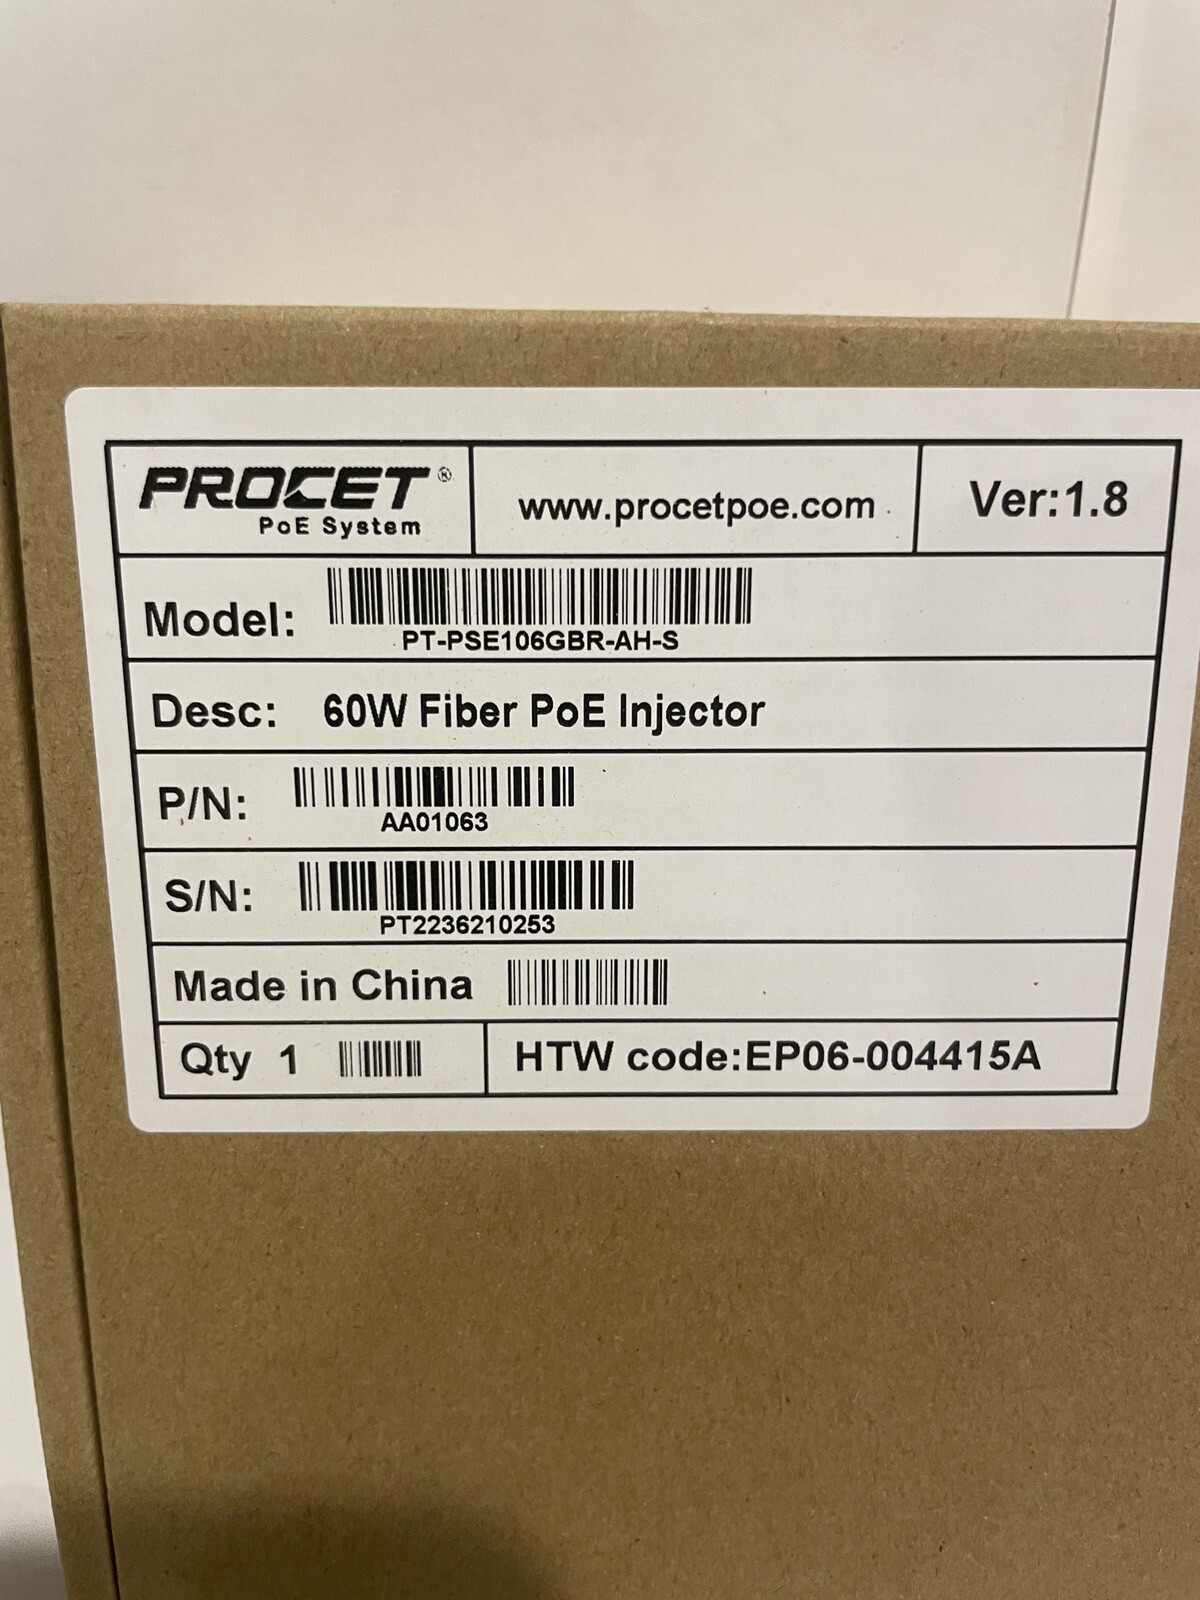 PROCET®
PoE System
www.procetpoe.com
Ver:1.8
Model:
PT-PSE106GBR-AH-S
Desc: 60W Fiber PoE Injector
P/N:
AA01063
S/N:
PT2236210253
Made in China
Qty 1
HTW code:EP06-004415A